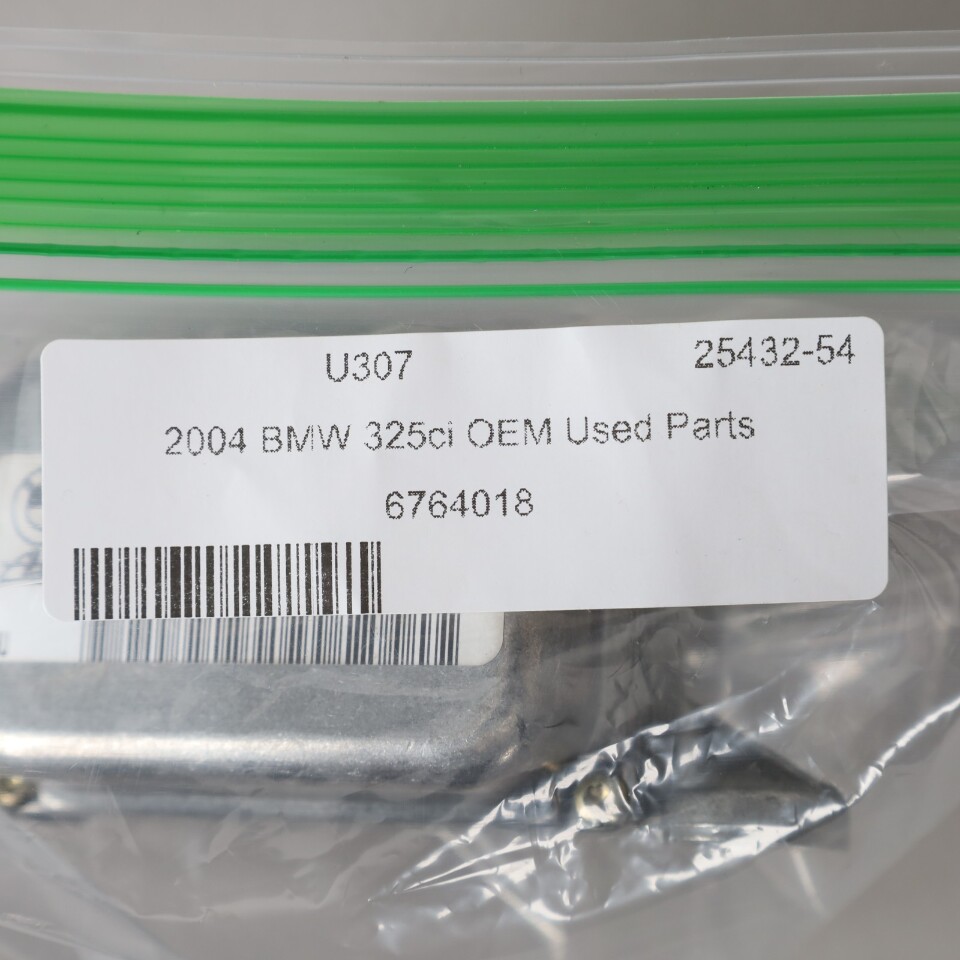 U307 25432-54
2004 BMW 325ci OEM Used Parts
6764018